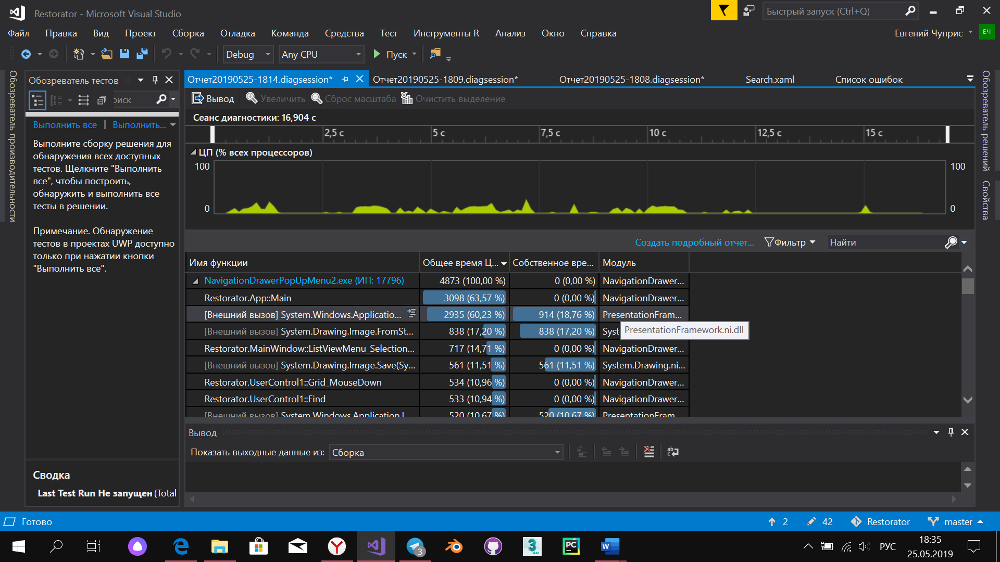 Restorator - Microsoft Visual Studio
Быстрый запуск (Ctrl+Q)
Файл Правка Вид Проект Сборка Отладка Команда Средства Тест Инструменты R Анализ Окно Справка
Евгений Чуприс ЕЧ
Debug Any CPU Пуск
Обозреватель производительности
Обозреватель тестов
оиск
Выполнить все | Выполнить...
Выполните сборку решения для
обнаружения всех доступных
тестов. Щелкните "Выполнить
все", чтобы построить,
обнаружить и выполнить все
тесты в решении.
Примечание. Обнаружение
тестов в проектах UWP доступно
только при нажатии кнопки
"Выполнить все".
Сводка
Last Test Run Не запущен (Total
Отчет20190525-1814.diagsession* Отчет20190525-1809.diagsession* Отчет20190525-1808.diagsession* Search.xaml Список ошибок
Вывод Увеличить Сброс масштаба Очистить выделение
Сеанс диагностики: 16,904 с
2,5 с 5 с 7,5 с 10 с 12,5 с 15 с
ЦП (% всех процессоров)
100 100
0 0
Создать подробный отчет... Фильтр Найти
Имя функции Общее время Ц... Собственное вре... Модуль
NavigationDrawerPopUpMenu2.exe (ИП: 17796) 4873 (100,00 %) 0 (0,00 %) NavigationDrawer...
Restorator.App::Main 3098 (63,57 %) 0 (0,00 %) NavigationDrawer...
[Внешний вызов] System.Windows.Applicatio... 2935 (60,23 %) 914 (18,76 %) PresentationFram...
[Внешний вызов] System.Drawing.Image.FromSt... 838 (17,20 %) 838 (17,20 %) Syst
PresentationFramework.ni.dll
Restorator.MainWindow::ListViewMenu_Selection... 717 (14,71 %) 0 (0,00 %) NavigationDrawer...
[Внешний вызов] System.Drawing.Image.Save(Sy... 561 (11,51 %) 561 (11,51 %) System.Drawing.ni...
Restorator.UserControl1::Grid_MouseDown 534 (10,96 %) 0 (0,00 %) NavigationDrawer...
Restorator.UserControl1::Find 533 (10,94 %) 0 (0,00 %) NavigationDrawer...
[Внешний вызов] System.Windows.Application 520 (10,67 %) 520 (10,67 %) PresentationFram
Вывод
Показать выходные данные из: Сборка
Обозреватель решений
Свойства
Готово
2 42 Restorator master
3
3
MAX
PC
W
РУС
18:35
25.05.2019